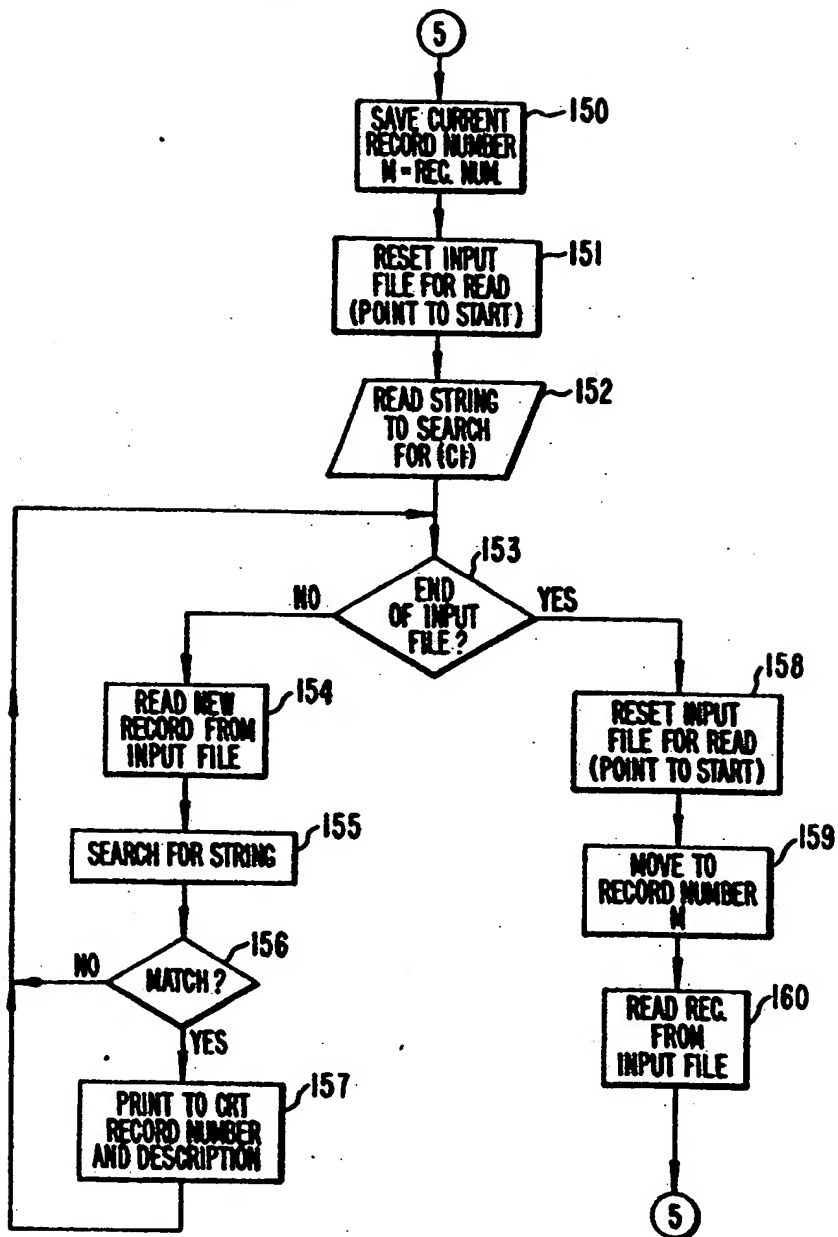 5
SAVE CURRENT
RECORD NUMBER
M = REC. NUM.
150
RESET INPUT
FILE FOR READ
(POINT TO START)
151
READ STRING
TO SEARCH
FOR (C1)
152
153
END
OF INPUT
FILE?
NO
YES
READ NEW
RECORD FROM
INPUT FILE
154
SEARCH FOR STRING
155
156
MATCH?
NO
YES
PRINT TO CRT
RECORD NUMBER
AND DESCRIPTION
157
158
RESET INPUT
FILE FOR READ
(POINT TO START)
159
MOVE TO
RECORD NUMBER
M
160
READ REC.
FROM
INPUT FILE
5